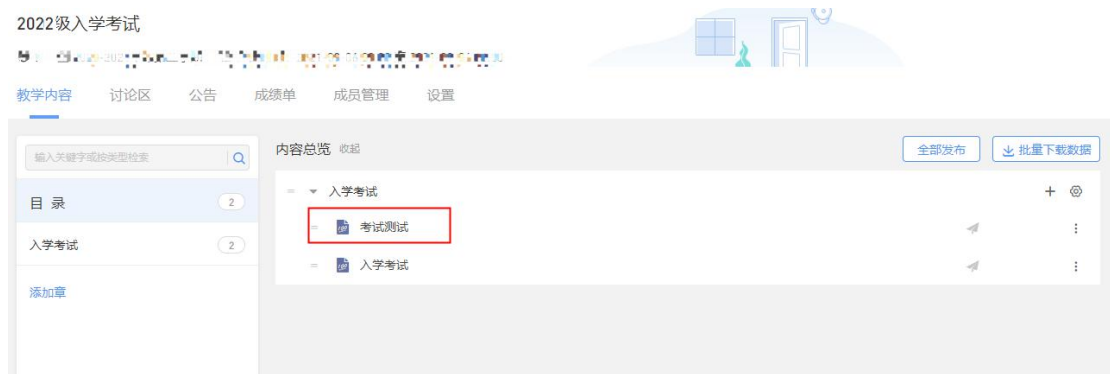 2022级入学考试
教学内容 讨论区 公告 成绩单 成员管理 设置
输入关键字或按类型检索
内容总览 收起
全部发布 批量下载数据
目录 2
入学考试
考试测试
入学考试 2
入学考试
添加章